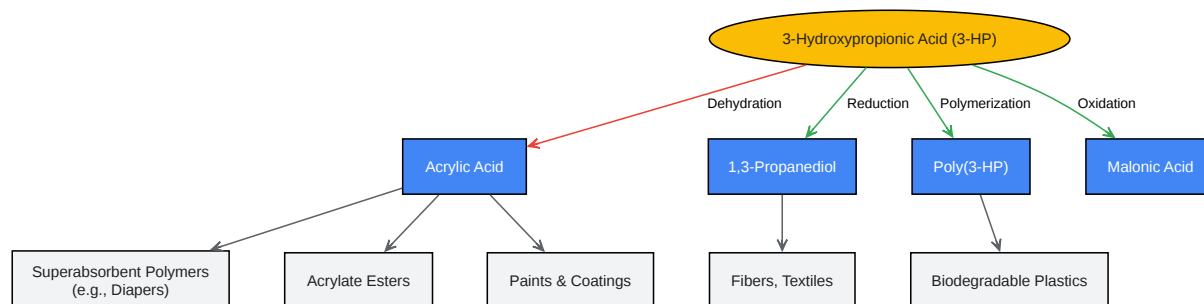 3-Hydroxypropionic Acid (3-HP)
Dehydration
Reduction
Polymerization
Oxidation
Acrylic Acid
1,3-Propanediol
Poly(3-HP)
Malonic Acid
Superabsorbent Polymers
(e.g., Diapers)
Acrylate Esters
Paints & Coatings
Fibers, Textiles
Biodegradable Plastics